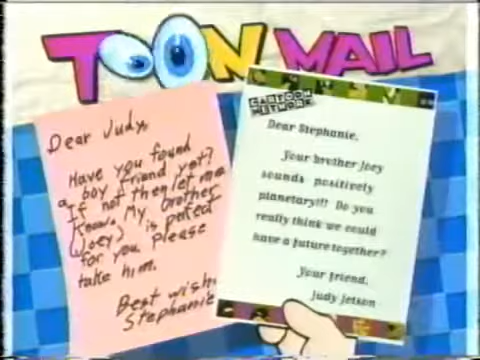 TOON MAIL
Dear Judy,
Have you found
a boy friend yet?
If not then let me
Know. My brother
(Joey) is perfect
for you. Please
take him.
Best wish
Stephanie
CARTOON
NETWORK
Dear Stephanie,
Your brother Joey
sounds positively
planetary!!! Do you
really think we could
have a future together?
Your friend,
Judy Jetson